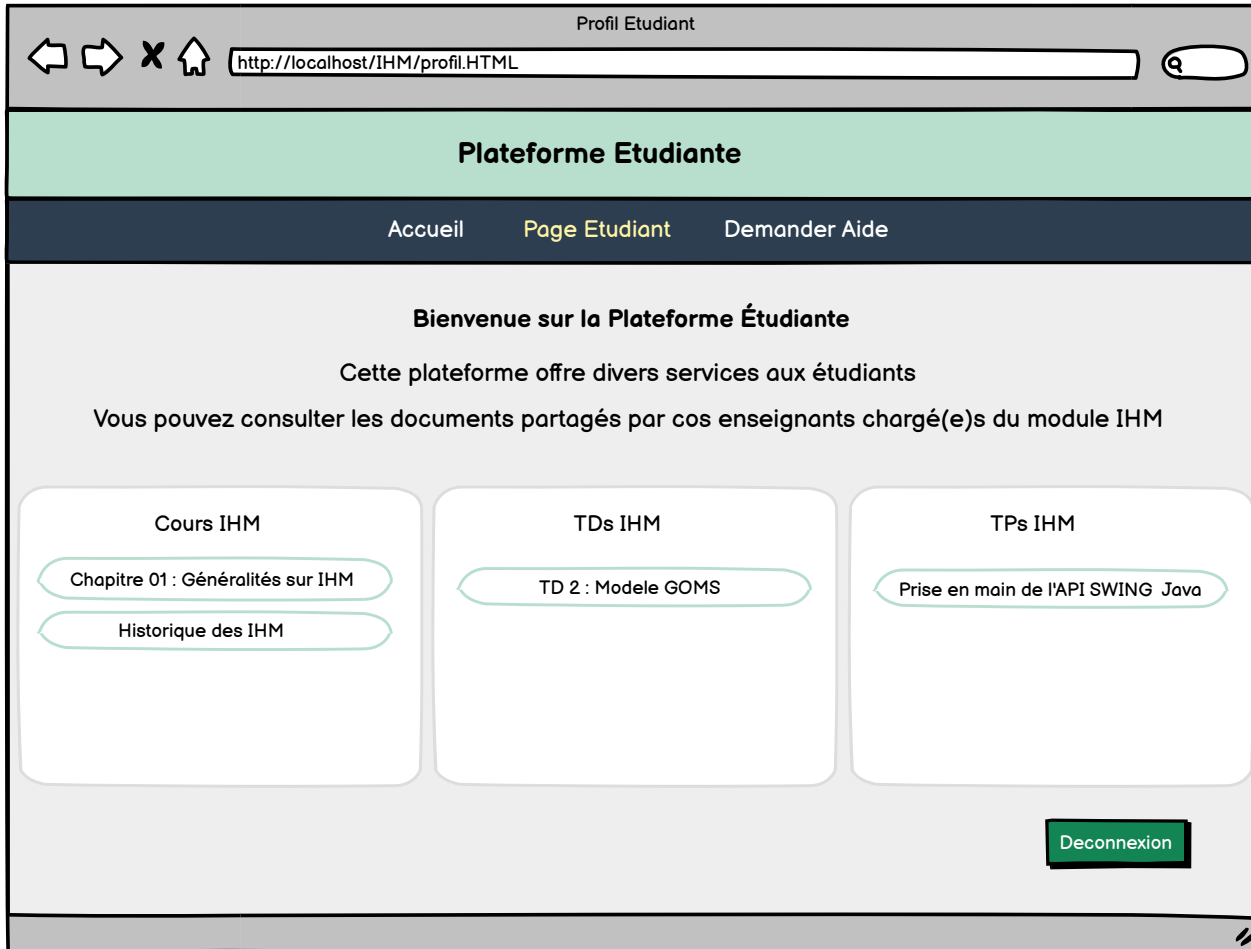 Profil Etudiant
http://localhost/IHM/profil.HTML
Plateforme Etudiante
Accueil Page Etudiant Demander Aide
Bienvenue sur la Plateforme Étudiante
Cette plateforme offre divers services aux étudiants
Vous pouvez consulter les documents partagés par cos enseignants chargé(e)s du module IHM
Cours IHM
Chapitre 01 : Généralités sur IHM
Historique des IHM
TDs IHM
TD 2 : Modele GOMS
TPs IHM
Prise en main de l'API SWING Java
Deconnexion